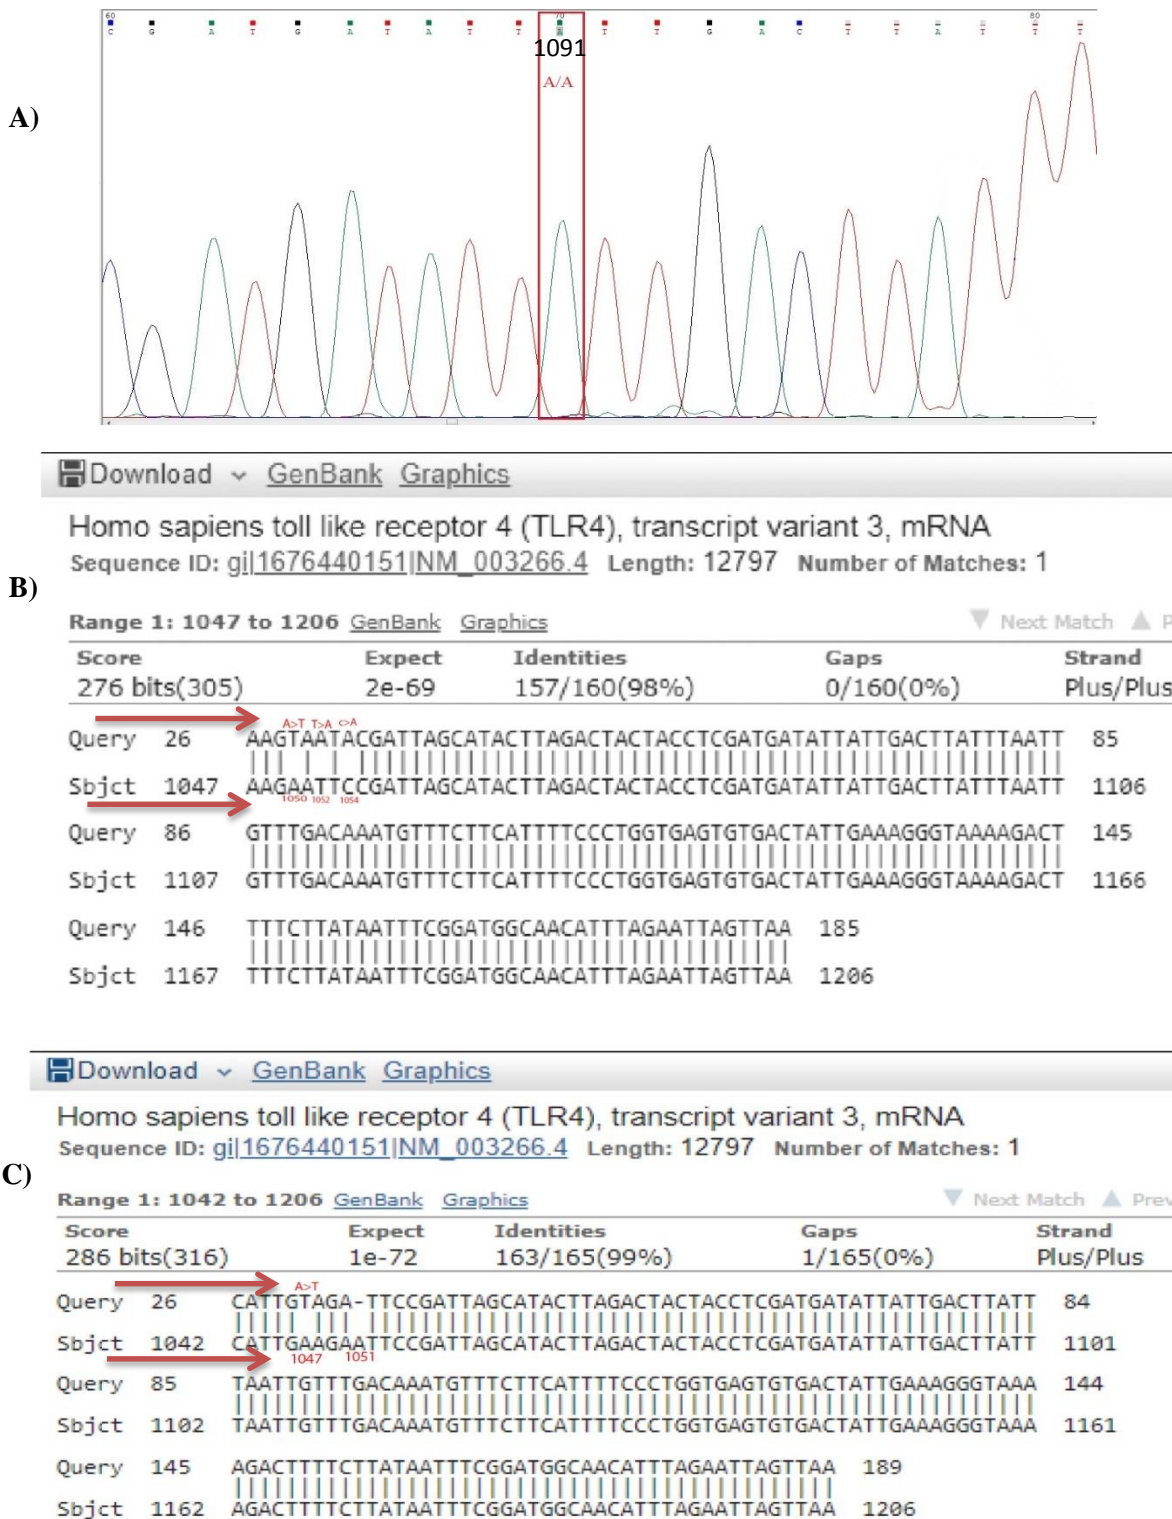 60 70 80
C G A T G A T A T T A T T G A C T T A T T T
1091
A/A
A)
Download GenBank Graphics
Homo sapiens toll like receptor 4 (TLR4), transcript variant 3, mRNA
Sequence ID: gi|1676440151|NM_003266.4 Length: 12797 Number of Matches: 1
B)
Range 1: 1047 to 1206 GenBank Graphics Next Match P
Score Expect Identities Gaps Strand
276 bits(305) 2e-69 157/160(98%) 0/160(0%) Plus/Plus
A>T T>A c>A
Query 26 AAGTAATACGATTAGCATACTTAGACTACTACCTCGATGATATTATTGACTTATTTAATT 85
Sbjct 1047 AAGAATTCCGATTAGCATACTTAGACTACTACCTCGATGATATTATTGACTTATTTAATT 1106
1050 1052 1054
Query 86 GTTTGACAAATGTTTCTTCATTTTCCCTGGTGAGTGTGACTATTGAAAGGGTAAAAGACT 145
Sbjct 1107 GTTTGACAAATGTTTCTTCATTTTCCCTGGTGAGTGTGACTATTGAAAGGGTAAAAGACT 1166
Query 146 TTTCTTATAATTTCGGATGGCAACATTTAGAATTAGTTAA 185
Sbjct 1167 TTTCTTATAATTTCGGATGGCAACATTTAGAATTAGTTAA 1206
Download GenBank Graphics
Homo sapiens toll like receptor 4 (TLR4), transcript variant 3, mRNA
Sequence ID: gi|1676440151|NM_003266.4 Length: 12797 Number of Matches: 1
C)
Range 1: 1042 to 1206 GenBank Graphics Next Match Prev
Score Expect Identities Gaps Strand
286 bits(316) 1e-72 163/165(99%) 1/165(0%) Plus/Plus
A>T
Query 26 CATTGTAGA-TTCCGATTAGCATACTTAGACTACTACCTCGATGATATTATTGACTTATT 84
Sbjct 1042 CATTGAAGAATTCCGATTAGCATACTTAGACTACTACCTCGATGATATTATTGACTTATT 1101
1047 1051
Query 85 TAATTGTTTGACAAATGTTTCTTCATTTTCCCTGGTGAGTGTGACTATTGAAAGGGTAAA 144
Sbjct 1102 TAATTGTTTGACAAATGTTTCTTCATTTTCCCTGGTGAGTGTGACTATTGAAAGGGTAAA 1161
Query 145 AGACTTTTCTTATAATTTCGGATGGCAACATTTAGAATTAGTTAA 189
Sbjct 1162 AGACTTTTCTTATAATTTCGGATGGCAACATTTAGAATTAGTTAA 1206